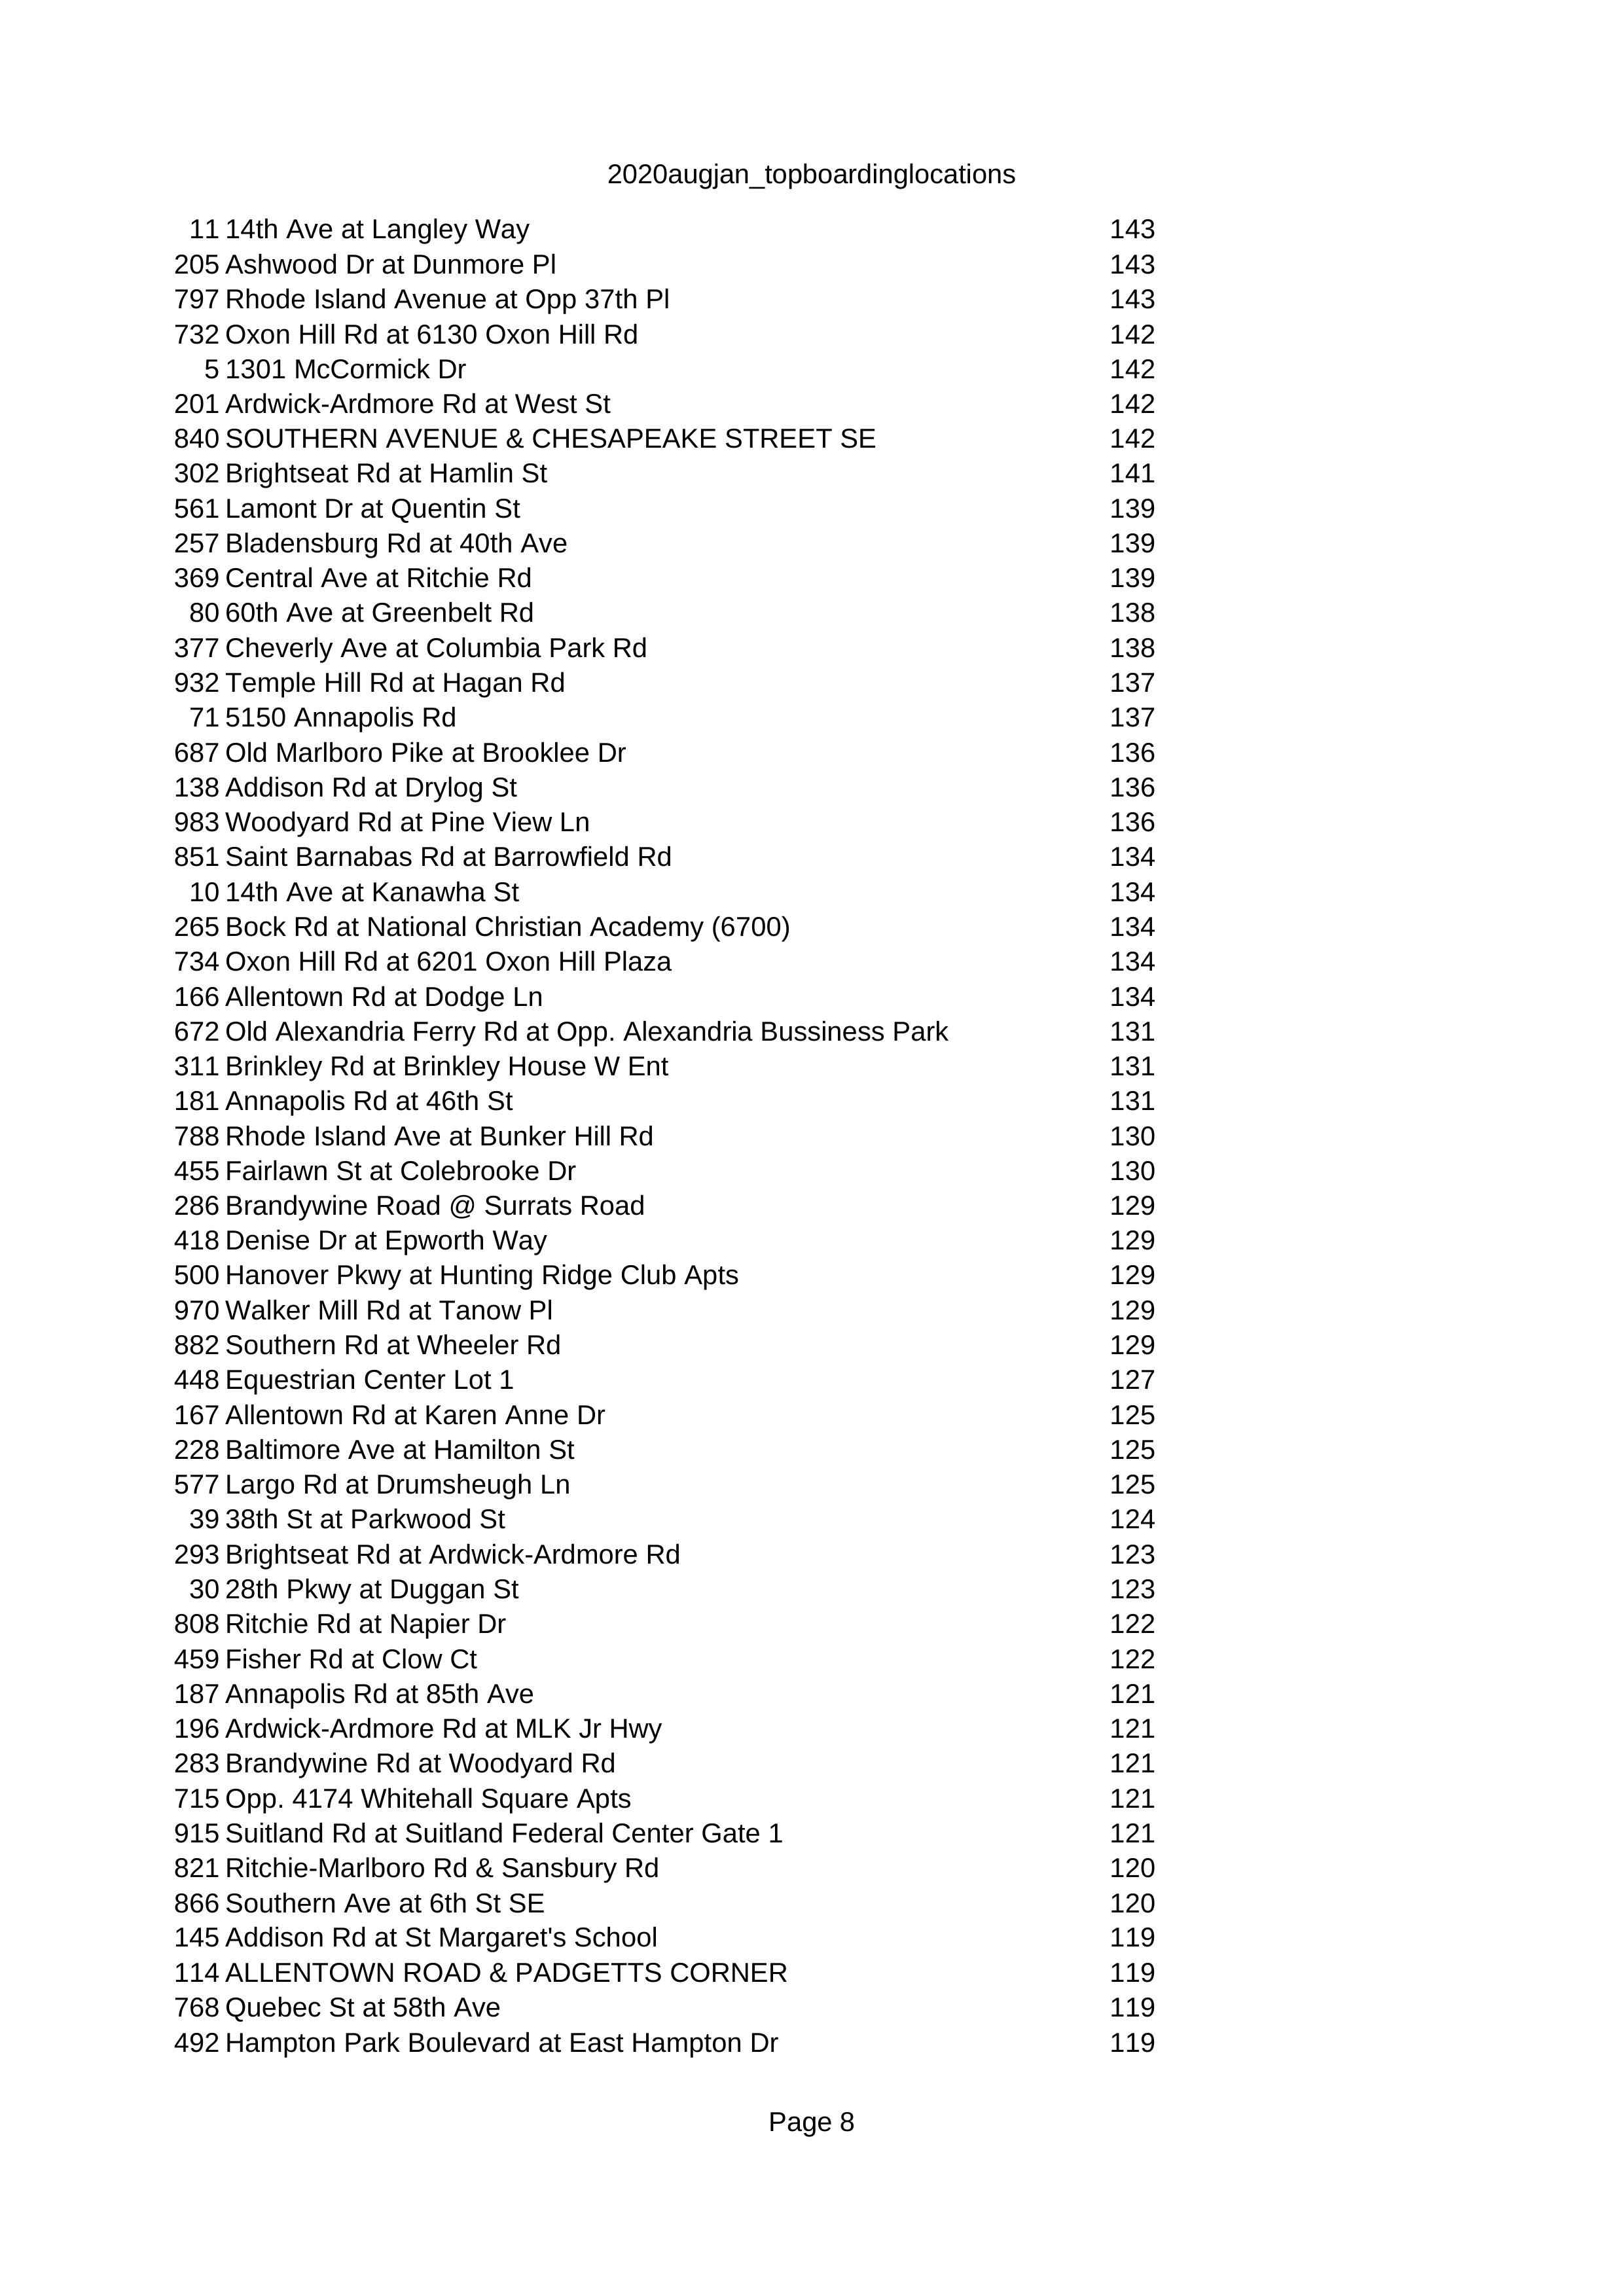 2020augjan_topboardinglocations
11 14th Ave at Langley Way 143
205 Ashwood Dr at Dunmore Pl 143
797 Rhode Island Avenue at Opp 37th Pl 143
732 Oxon Hill Rd at 6130 Oxon Hill Rd 142
5 1301 McCormick Dr 142
201 Ardwick-Ardmore Rd at West St 142
840 SOUTHERN AVENUE & CHESAPEAKE STREET SE 142
302 Brightseat Rd at Hamlin St 141
561 Lamont Dr at Quentin St 139
257 Bladensburg Rd at 40th Ave 139
369 Central Ave at Ritchie Rd 139
80 60th Ave at Greenbelt Rd 138
377 Cheverly Ave at Columbia Park Rd 138
932 Temple Hill Rd at Hagan Rd 137
71 5150 Annapolis Rd 137
687 Old Marlboro Pike at Brooklee Dr 136
138 Addison Rd at Drylog St 136
983 Woodyard Rd at Pine View Ln 136
851 Saint Barnabas Rd at Barrowfield Rd 134
10 14th Ave at Kanawha St 134
265 Bock Rd at National Christian Academy (6700) 134
734 Oxon Hill Rd at 6201 Oxon Hill Plaza 134
166 Allentown Rd at Dodge Ln 134
672 Old Alexandria Ferry Rd at Opp. Alexandria Bussiness Park 131
311 Brinkley Rd at Brinkley House W Ent 131
181 Annapolis Rd at 46th St 131
788 Rhode Island Ave at Bunker Hill Rd 130
455 Fairlawn St at Colebrooke Dr 130
286 Brandywine Road @ Surrats Road 129
418 Denise Dr at Epworth Way 129
500 Hanover Pkwy at Hunting Ridge Club Apts 129
970 Walker Mill Rd at Tanow Pl 129
882 Southern Rd at Wheeler Rd 129
448 Equestrian Center Lot 1 127
167 Allentown Rd at Karen Anne Dr 125
228 Baltimore Ave at Hamilton St 125
577 Largo Rd at Drumsheugh Ln 125
39 38th St at Parkwood St 124
293 Brightseat Rd at Ardwick-Ardmore Rd 123
30 28th Pkwy at Duggan St 123
808 Ritchie Rd at Napier Dr 122
459 Fisher Rd at Clow Ct 122
187 Annapolis Rd at 85th Ave 121
196 Ardwick-Ardmore Rd at MLK Jr Hwy 121
283 Brandywine Rd at Woodyard Rd 121
715 Opp. 4174 Whitehall Square Apts 121
915 Suitland Rd at Suitland Federal Center Gate 1 121
821 Ritchie-Marlboro Rd & Sansbury Rd 120
866 Southern Ave at 6th St SE 120
145 Addison Rd at St Margaret's School 119
114 ALLENTOWN ROAD & PADGETTS CORNER 119
768 Quebec St at 58th Ave 119
492 Hampton Park Boulevard at East Hampton Dr 119
Page 8